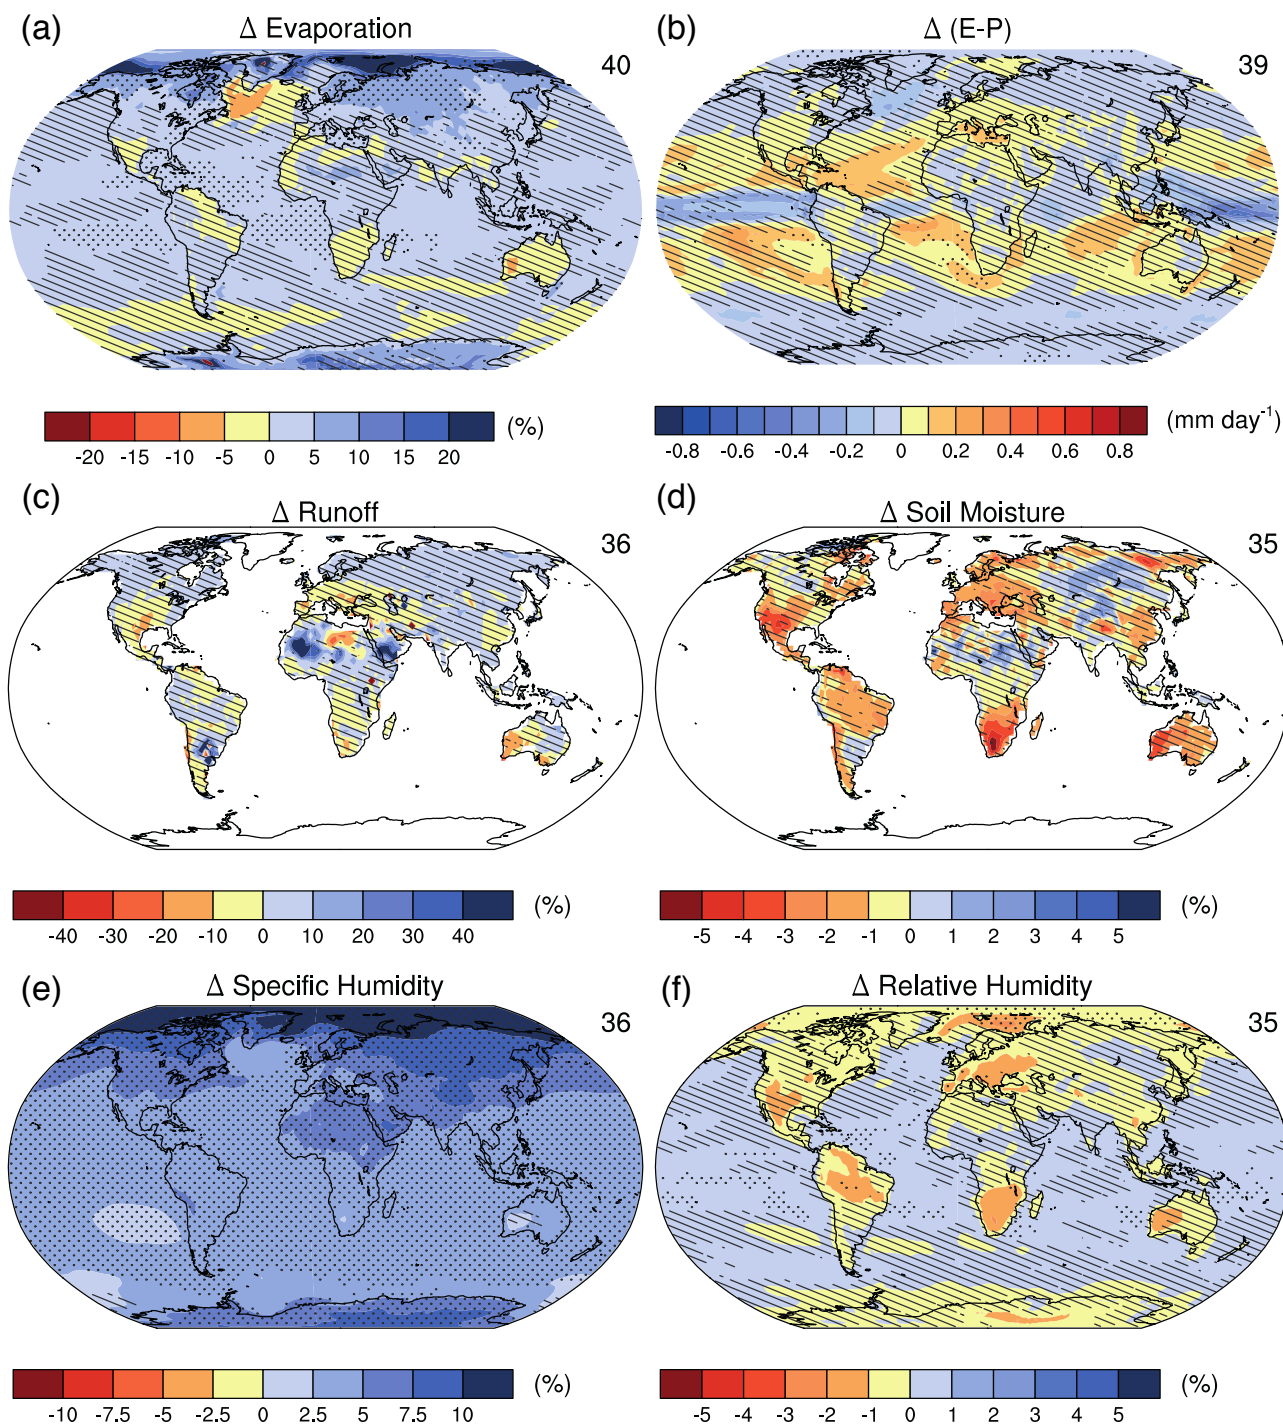 (a)
Δ Evaporation
40
-20 -15 -10 -5 0 5 10 15 20 (%)
(b)
Δ (E-P)
39
-0.8 -0.6 -0.4 -0.2 0 0.2 0.4 0.6 0.8 (mm day⁻¹)
(c)
Δ Runoff
36
-40 -30 -20 -10 0 10 20 30 40 (%)
(d)
Δ Soil Moisture
35
-5 -4 -3 -2 -1 0 1 2 3 4 5 (%)
(e)
Δ Specific Humidity
36
-10 -7.5 -5 -2.5 0 2.5 5 7.5 10 (%)
(f)
Δ Relative Humidity
35
-5 -4 -3 -2 -1 0 1 2 3 4 5 (%)